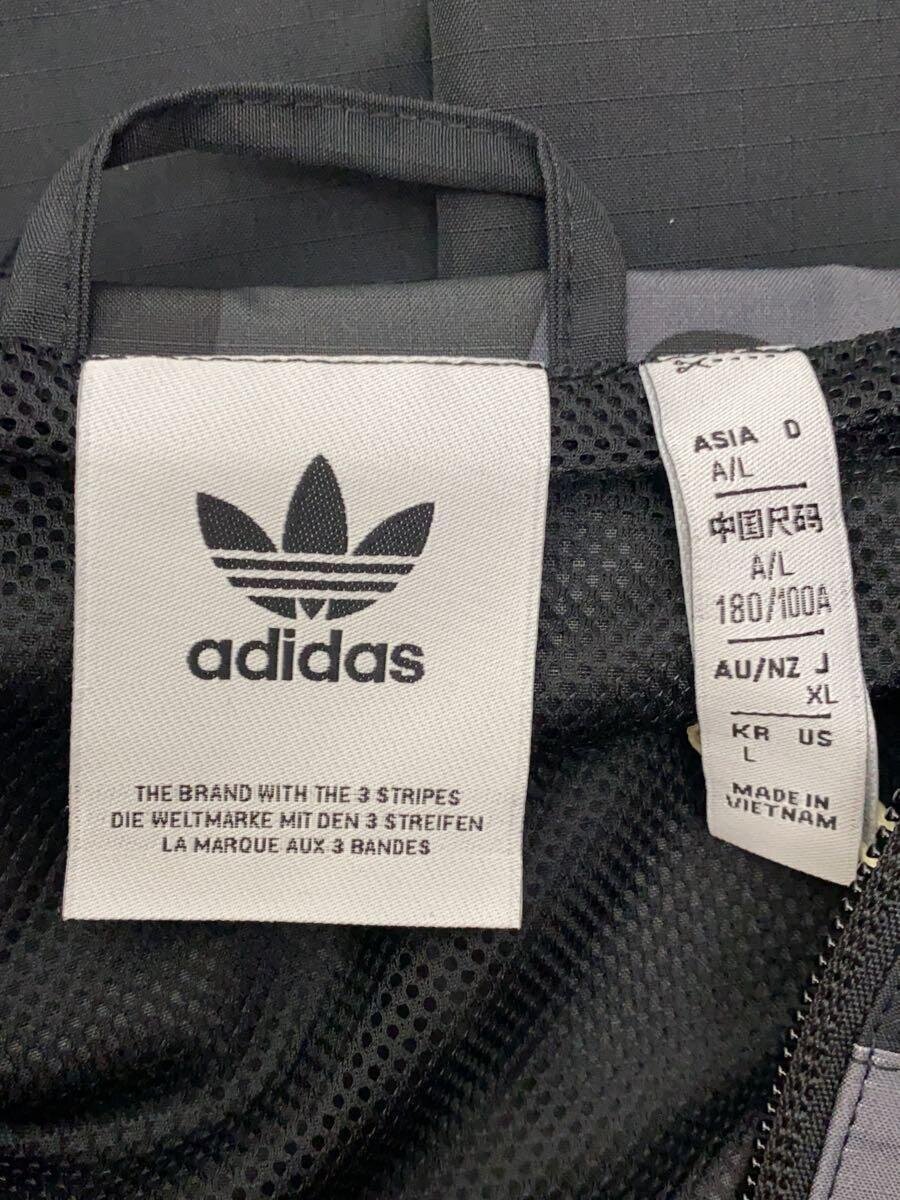 adidas
THE BRAND WITH THE 3 STRIPES
DIE WELTMARKE MIT DEN 3 STREIFEN
LA MARQUE AUX 3 BANDES
ASIA D
A/L
中国尺码
A/L
180/100A
AU/NZ J
XL
KR US
L
MADE IN
VIETNAM